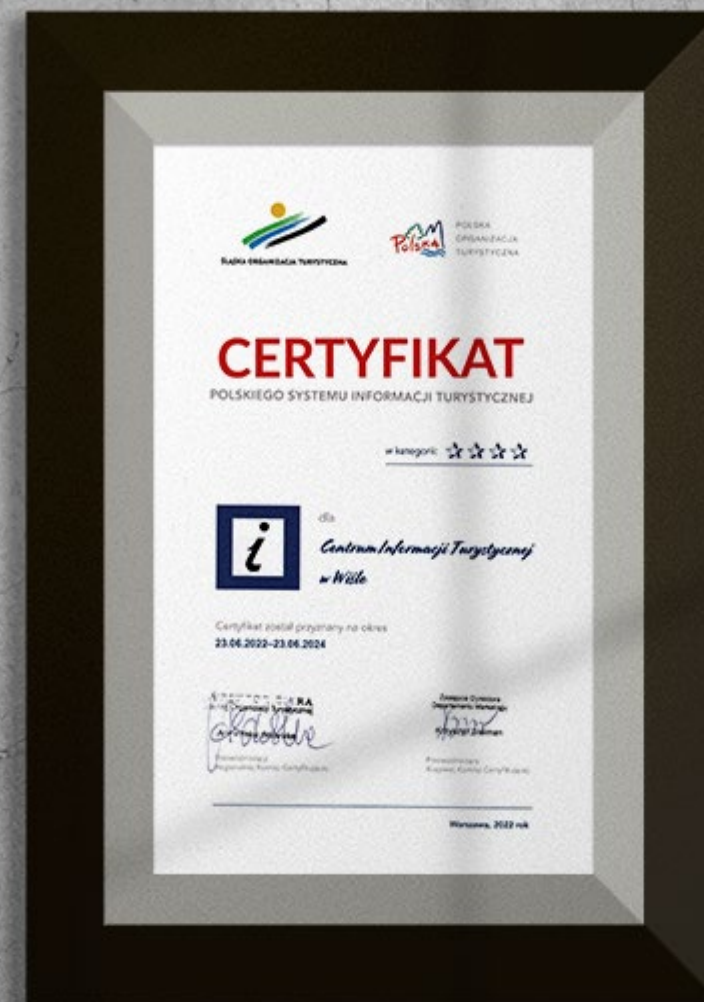 ŚLĄSKA ORGANIZACJA TURYSTYCZNA
Polska
POLSKA
ORGANIZACJA
TURYSTYCZNA
CERTYFIKAT
POLSKIEGO SYSTEMU INFORMACJI TURYSTYCZNEJ
w kategorii:
i
dla
Centrum Informacji Turystycznej
w Wiśle
Certyfikat został przyznany na okres
23.06.2022–23.06.2024
Zastępca Dyrektora
Departamentu Marketingu
Przewodniczący
Regionalnej Komisji Certyfikującej
Przewodniczący
Krajowej Komisji Certyfikującej
Warszawa, 2022 rok